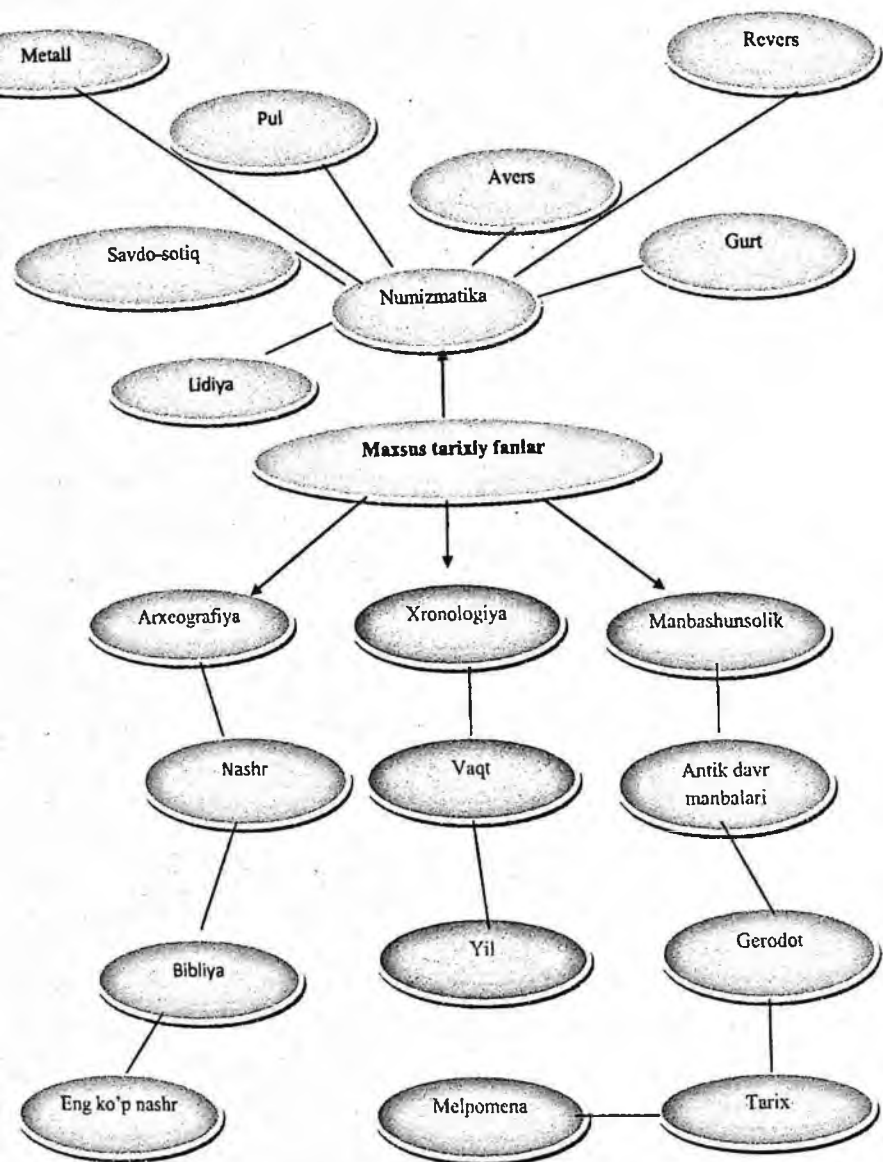 Metall
Revers
Pul
Avers
Savdo-sotiq
Gurt
Numizmatika
Lidiya
Maxsus tarixiy fanlar
Arxeografiya
Xronologiya
Manbashunsolik
Nashr
Vaqt
Antik davr
manbalari
Bibliya
Yil
Gerodot
Eng ko’p nashr
Melpomena
Tarix